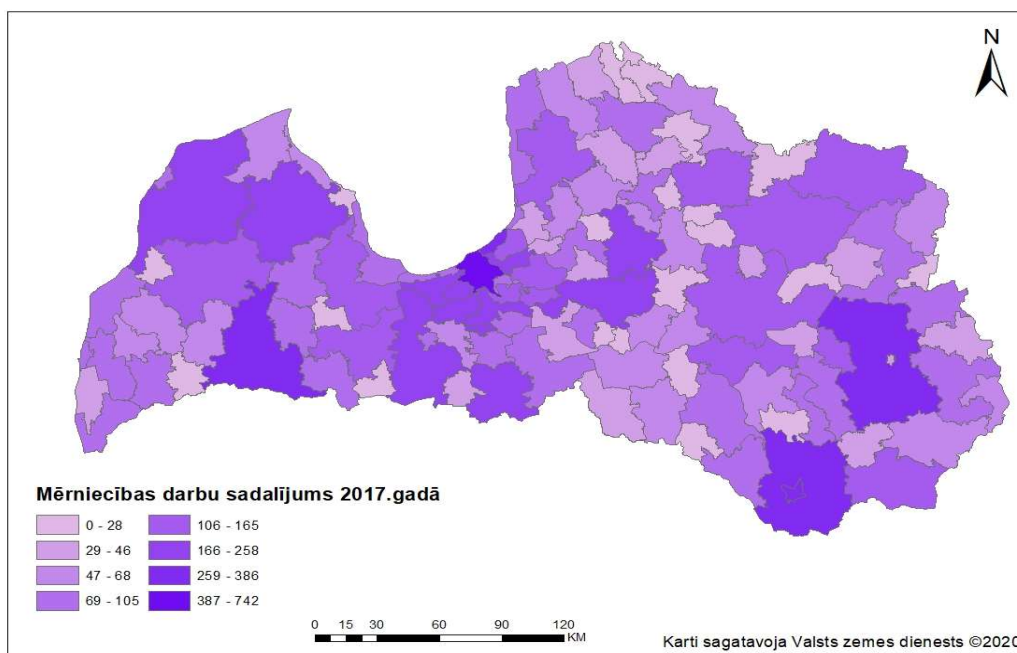 N
Mērniecības darbu sadalījums 2017.gadā
0 - 28
29 - 46
47 - 68
69 - 105
106 - 165
166 - 258
259 - 386
387 - 742
0 15 30 60 90 120
KM
Karti sagatavoja Valsts zemes dienests ©2020